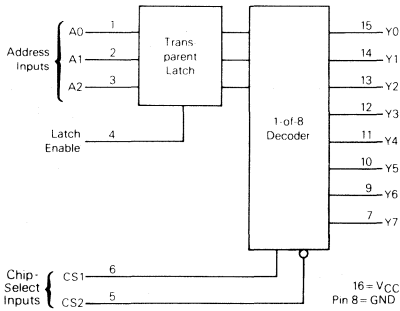 A0 1
A1 2
A2 3
Address
Inputs
Trans
parent
Latch
Latch
Enable
4
1-of-8
Decoder
15 Y0
14 Y1
13 Y2
12 Y3
11 Y4
10 Y5
9 Y6
7 Y7
Chip-
Select
Inputs
CS1 6
CS2 5
16 = VCC
Pin 8 = GND